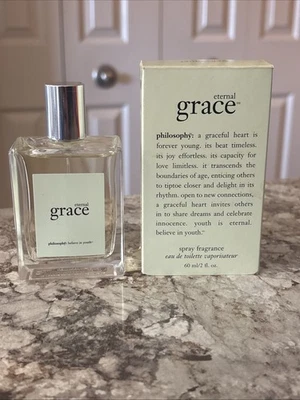 eternal
grace
philosophy: believe in youth™
eternal
grace™
philosophy: a graceful heart is
forever young. its beat timeless.
its joy effortless. its capacity for
love limitless. it transcends the
boundaries of age, enticing others
to tiptoe closer and delight in its
rhythm. open to new connections,
a graceful heart invites others
in to share dreams and celebrate
innocence. youth is eternal.
believe in youth.™
spray fragrance
eau de toilette vaporisateur
60 ml/2 fl. oz.